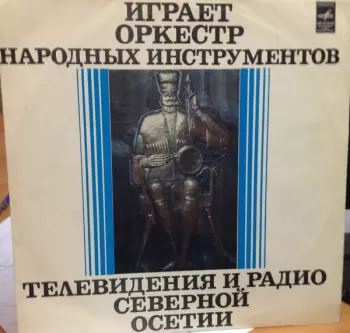 ИГРАЕТ
ОРКЕСТР
НАРОДНЫХ ИНСТРУМЕНТОВ
ТЕЛЕВИДЕНИЯ И РАДИО
СЕВЕРНОЙ
ОСЕТИИ